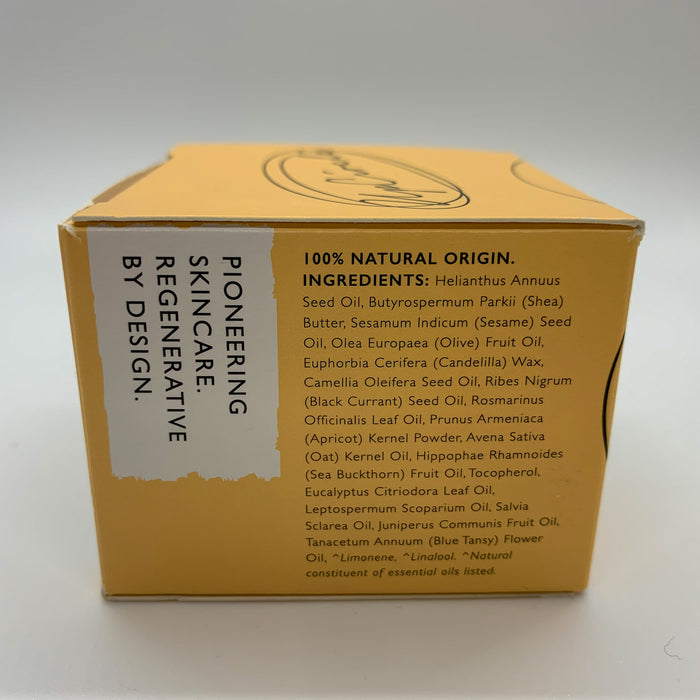 PIONEERING
SKINCARE.
REGENERATIVE
BY DESIGN.
100% NATURAL ORIGIN.
INGREDIENTS: Helianthus Annuus
Seed Oil, Butyrospermum Parkii (Shea)
Butter, Sesamum Indicum (Sesame) Seed
Oil, Olea Europaea (Olive) Fruit Oil,
Euphorbia Cerifera (Candelilla) Wax,
Camellia Oleifera Seed Oil, Ribes Nigrum
(Black Currant) Seed Oil, Rosmarinus
Officinalis Leaf Oil, Prunus Armeniaca
(Apricot) Kernel Powder, Avena Sativa
(Oat) Kernel Oil, Hippophae Rhamnoides
(Sea Buckthorn) Fruit Oil, Tocopherol,
Eucalyptus Citriodora Leaf Oil,
Leptospermum Scoparium Oil, Salvia
Sclarea Oil, Juniperus Communis Fruit Oil,
Tanacetum Annuum (Blue Tansy) Flower
Oil, ^Limonene, ^Linalool. ^Natural
constituent of essential oils listed.